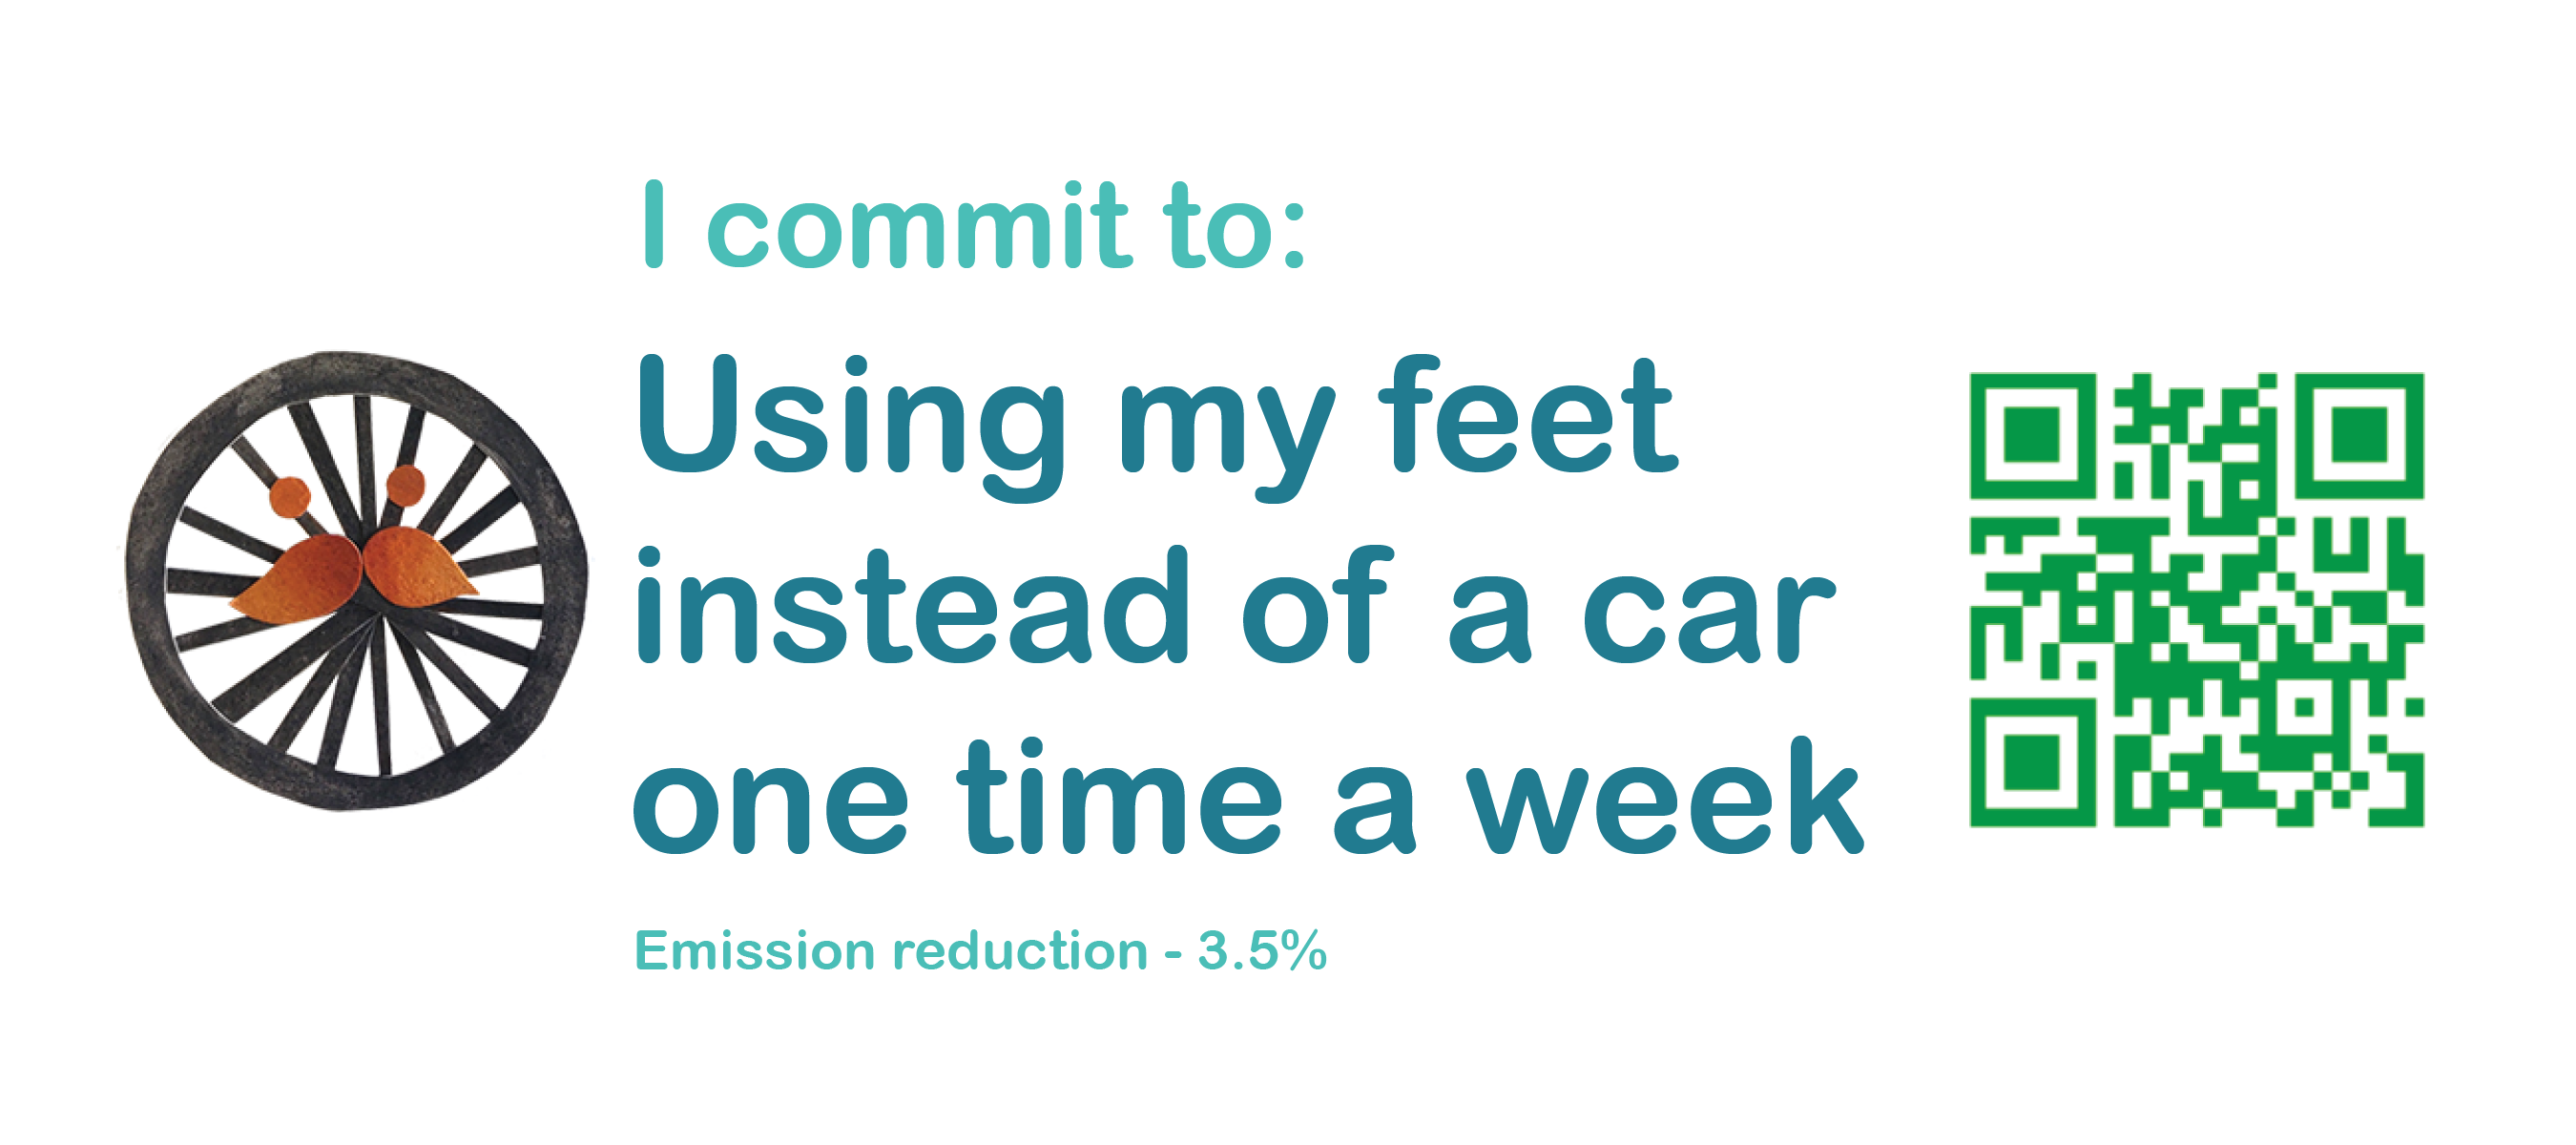 I commit to:
Using my feet
instead of a car
one time a week
Emission reduction - 3.5%